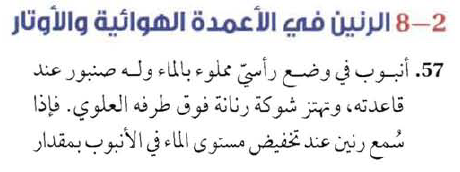 8-2 الرنين في الأعمدة الهوائية والأوتار
57. أنبوب في وضع رأسيّ مملوء بالماء وله صنبور عند
قاعدته، وتهتز شوكة رنانة فوق طرفه العلوي. فإذا
سُمع رنين عند تخفيض مستوى الماء في الأنبوب بمقدار